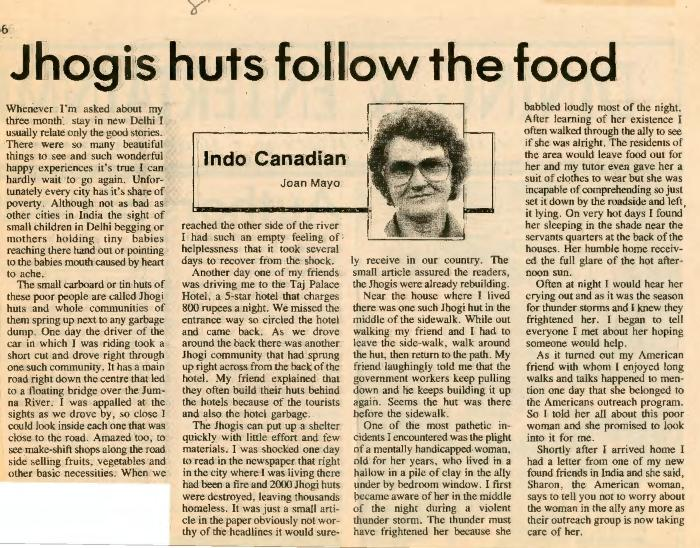 6
Jhogis huts follow the food
Indo Canadian
Joan Mayo
Whenever I'm asked about my
three month stay in new Delhi I
usually relate only the good stories.
There were so many beautiful
things to see and such wonderful
happy experiences it's true I can
hardly wait to go again. Unfor-
tunately every city has it's share of
poverty. Although not as bad as
other cities in India the sight of
small children in Delhi begging or
mothers holding tiny babies
reaching there hand out or pointing
to the babies mouth caused by heart
to ache.
The small carboard or tin huts of
these poor people are called Jhogi
huts and whole communities of
them spring up next to any garbage
dump. One day the driver of the
car in which I was riding took a
short cut and drove right through
one such community. It has a main
road right down the centre that led
to a floating bridge over the Jum-
na River. I was appalled at the
sights as we drove by, so close I
could look inside each one that was
close to the road. Amazed too, to
see make-shift shops along the road
side selling fruits, vegetables and
other basic necessities. When we
reached the other side of the river
I had such an empty feeling of
helplessness that it took several
days to recover from the shock.
Another day one of my friends
was driving me to the Taj Palace
Hotel, a 5-star hotel that charges
800 rupees a night. We missed the
entrance way so circled the hotel
and came back. As we drove
around the back there was another
Jhogi community that had sprung
up right across from the back of the
hotel. My friend explained that
they often build their huts behind
the hotels because of the tourists
and also the hotel garbage.
The Jhogis can put up a shelter
quickly with little effort and few
materials. I was shocked one day
to read in the newspaper that right
in the city where I was living there
had been a fire and 2000 Jhogi huts
were destroyed, leaving thousands
homeless. It was just a small arti-
cle in the paper obviously not wor-
thy of the headlines it would sure-
ly receive in our country. The
small article assured the readers,
the Jhogis were already rebuilding.
Near the house where I lived
there was one such Jhogi hut in the
middle of the sidewalk. While out
walking my friend and I had to
leave the side-walk, walk around
the hut, then return to the path. My
friend laughingly told me that the
government workers keep pulling
down and he keeps building it up
again. Seems the hut was there
before the sidewalk.
One of the most pathetic in-
cidents I encountered was the plight
of a mentally handicapped woman,
old for her years, who lived in a
hallow in a pile of clay in the ally
under by bedroom window. I first
became aware of her in the middle
of the night during a violent
thunder storm. The thunder must
have frightened her because she
babbled loudly most of the night.
After learning of her existence I
often walked through the ally to see
if she was alright. The residents of
the area would leave food out for
her and my tutor even gave her a
suit of clothes to wear but she was
incapable of comprehending so just
set it down by the roadside and left
it lying. On very hot days I found
her sleeping in the shade near the
servants quarters at the back of the
houses. Her humble home receiv-
ed the full glare of the hot after-
noon sun.
Often at night I would hear her
crying out and as it was the season
for thunder storms and I knew they
frightened her. I began to tell
everyone I met about her hoping
someone would help.
As it turned out my American
friend with whom I enjoyed long
walks and talks happened to men-
tion one day that she belonged to
the Americans outreach program.
So I told her all about this poor
woman and she promised to look
into it for me.
Shortly after I arrived home I
had a letter from one of my new
found friends in India and she said,
Sharon, the American woman,
says to tell you not to worry about
the woman in the ally any more as
their outreach group is now taking
care of her.